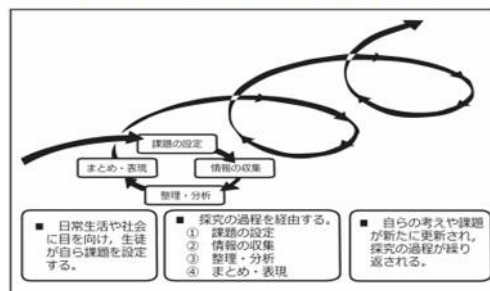 課題の設定
まとめ・表現
情報の収集
整理・分析
■ 日常生活や社会
に目を向け，生徒
が自ら課題を設定
する。
■ 探究の過程を経由する。
① 課題の設定
② 情報の収集
③ 整理・分析
④ まとめ・表現
■ 自らの考えや課題
が新たに更新され，
探究の過程が繰り
返される。